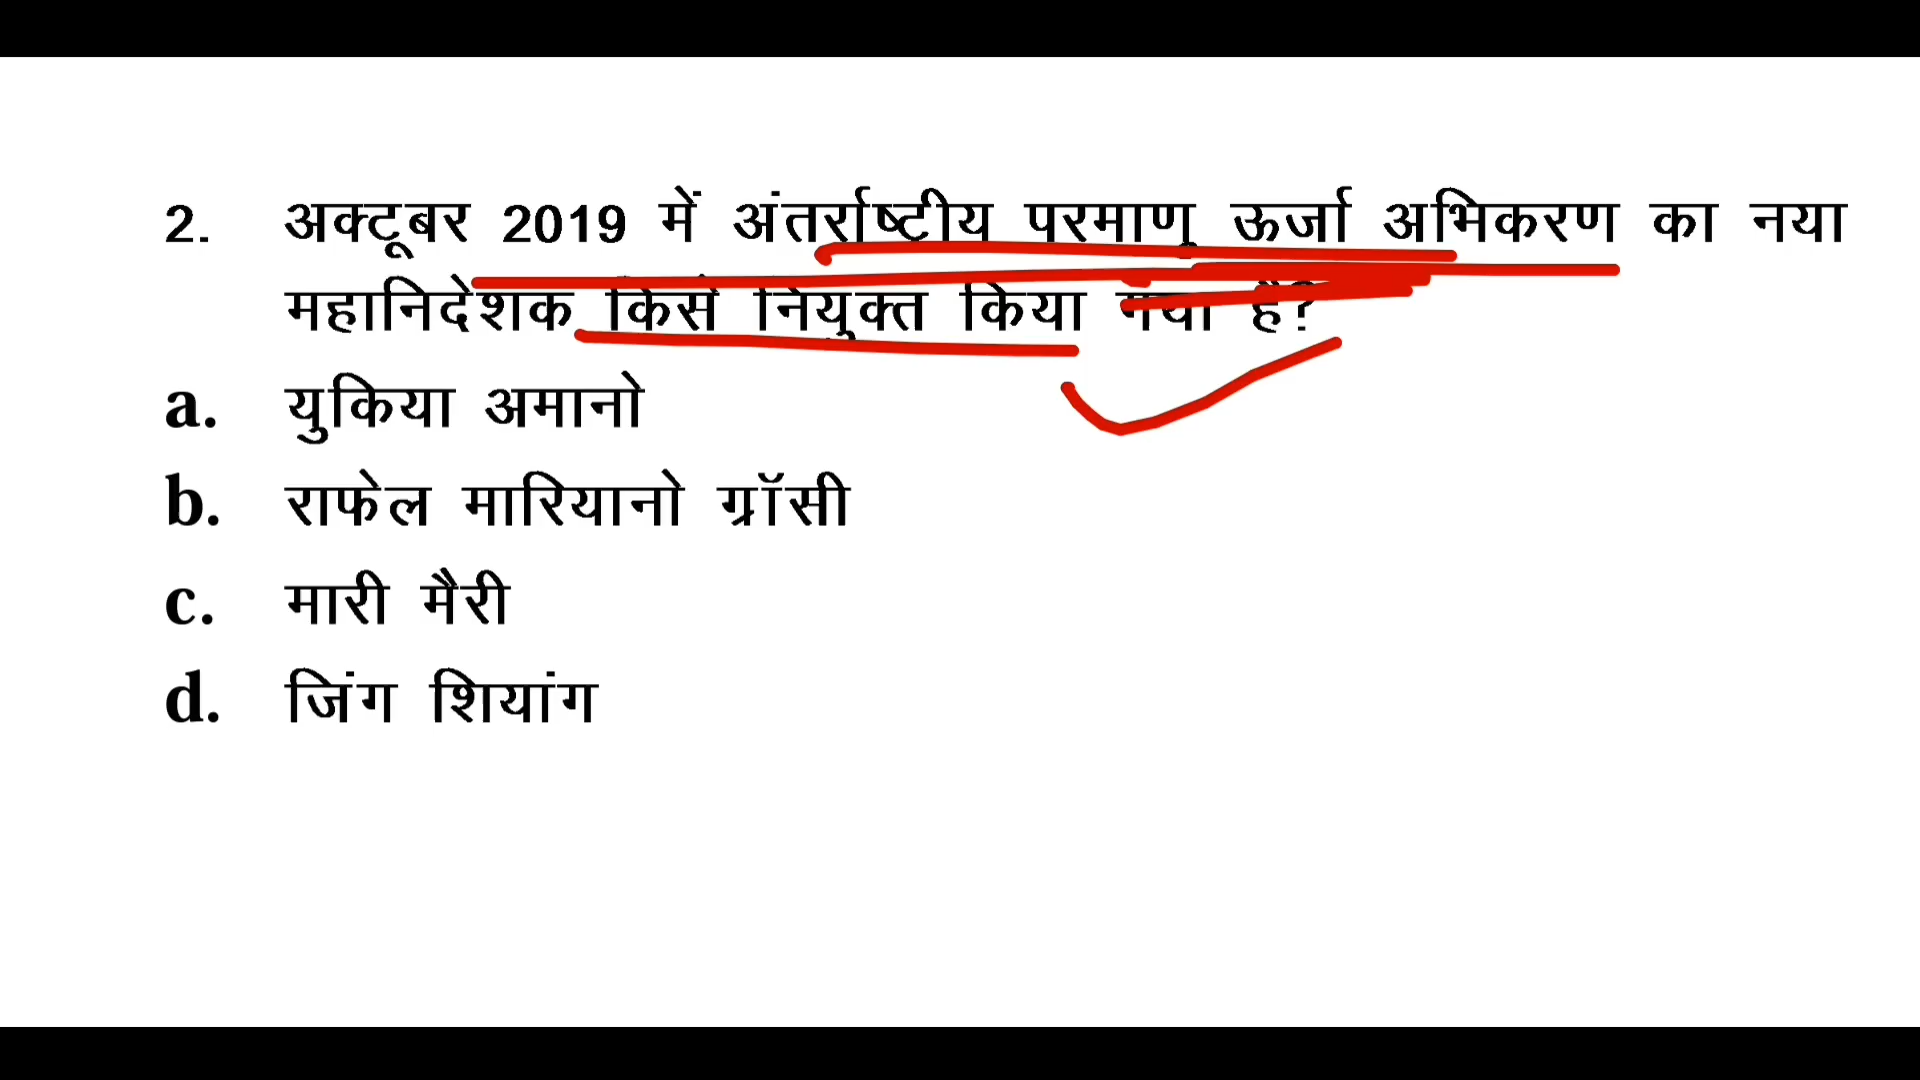 2. अक्टूबर 2019 में अंतर्राष्टीय परमाणु ऊर्जा अभिकरण का नया
महानिदेशक किसे नियुक्त किया गया है?
a. युकिया अमानो
b. राफेल मारियानो ग्रॉसी
c. मारी मैरी
d. जिंग शियांग